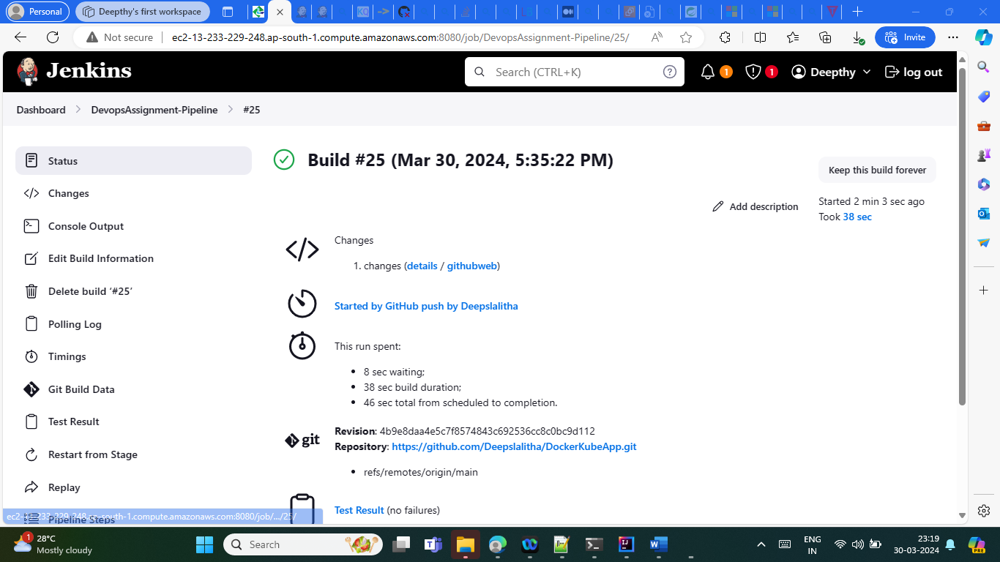 Personal
Deepthy's first workspace
Not secure
ec2-13-233-229-248.ap-south-1.compute.amazonaws.com:8080/job/DevopsAssignment-Pipeline/25/
Invite
Jenkins
Search (CTRL+K)
1
1
Deepthy
log out
Dashboard
DevopsAssignment-Pipeline
#25
Status
Changes
Console Output
Edit Build Information
Delete build ‘#25’
Polling Log
Timings
Git Build Data
Test Result
Restart from Stage
Replay
Pipeline Steps
Build #25 (Mar 30, 2024, 5:35:22 PM)
Keep this build forever
Add description
Started 2 min 3 sec ago
Took 38 sec
Changes
1. changes (details / githubweb)
Started by GitHub push by Deepslalitha
This run spent:
8 sec waiting;
38 sec build duration;
46 sec total from scheduled to completion.
git
Revision: 4b9e8daa4e5c7f8574843c692536cc8c0bc9d112
Repository: https://github.com/Deepslalitha/DockerKubeApp.git
refs/remotes/origin/main
Test Result (no failures)
ec2-13-233-229-248.ap-south-1.compute.amazonaws.com:8080/job/.../25/
1
28°C
Mostly cloudy
Search
ENG
IN
23:19
30-03-2024
PRE